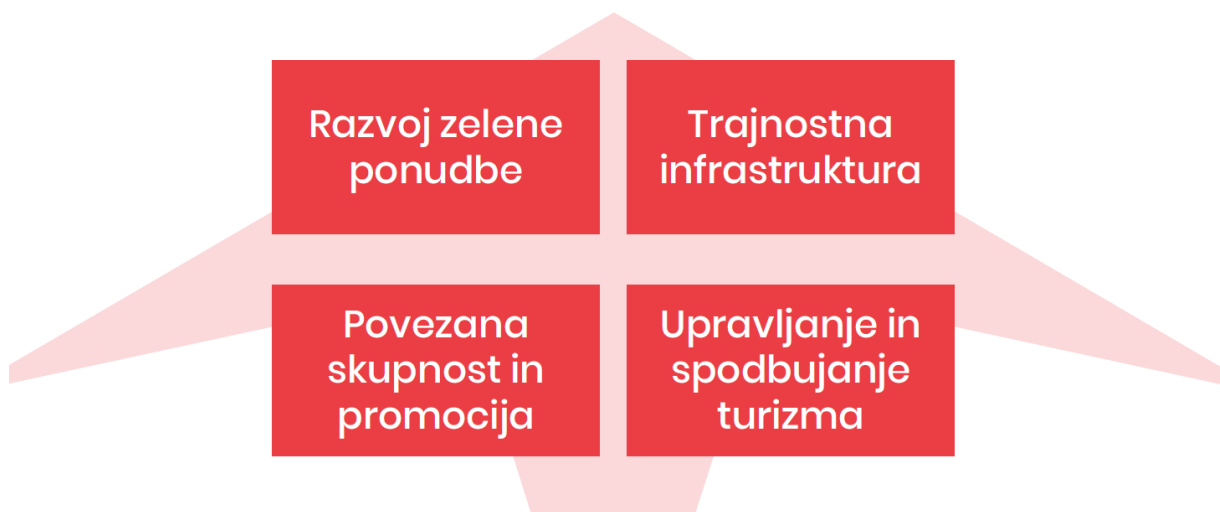 Razvoj zelene
ponudbe
Trajnostna
infrastruktura
Povezana
skupnost in
promocija
Upravljanje in
spodbujanje
turizma